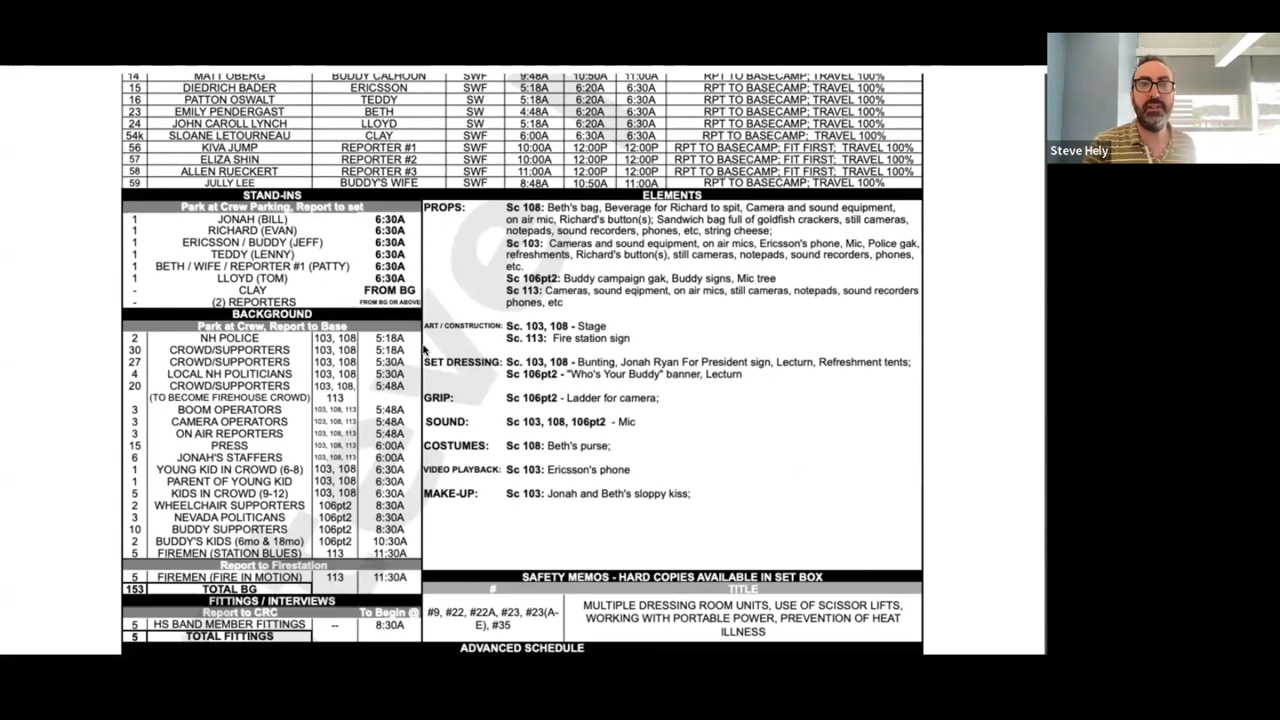 14 MATT OBERG BUDDY CALHOUN SWF 9:48A 10:50A 11:00A RPT TO BASECAMP; TRAVEL 100%
15 DIEDRICH BADER ERICSSON SWF 5:18A 6:20A 6:30A RPT TO BASECAMP; TRAVEL 100%
16 PATTON OSWALT TEDDY SW 5:18A 6:20A 6:30A RPT TO BASECAMP; TRAVEL 100%
23 EMILY PENDERGAST BETH SW 4:48A 6:20A 6:30A RPT TO BASECAMP; TRAVEL 100%
24 JOHN CAROLL LYNCH LLOYD SW 5:18A 6:20A 6:30A RPT TO BASECAMP; TRAVEL 100%
54k SLOANE LETOURNEAU CLAY SWF 6:00A 6:30A 6:30A RPT TO BASECAMP; TRAVEL 100%
56 KIVA JUMP REPORTER #1 SWF 10:00A 12:00P 12:00P RPT TO BASECAMP; FIT FIRST; TRAVEL 100%
57 ELIZA SHIN REPORTER #2 SWF 10:00A 12:00P 12:00P RPT TO BASECAMP; FIT FIRST; TRAVEL 100%
58 ALLEN RUECKERT REPORTER #3 SWF 11:00A 12:00P 12:00P RPT TO BASECAMP; FIT FIRST; TRAVEL 100%
59 JULLY LEE BUDDY'S WIFE SWF 8:48A 10:50A 11:00A RPT TO BASECAMP; TRAVEL 100%
STAND-INS
Park at Crew Parking, Report to set
1 JONAH (BILL) 6:30A
1 RICHARD (EVAN) 6:30A
1 ERICSSON / BUDDY (JEFF) 6:30A
1 TEDDY (LENNY) 6:30A
1 BETH / WIFE / REPORTER #1 (PATTY) 6:30A
1 LLOYD (TOM) 6:30A
- CLAY FROM BG
- (2) REPORTERS FROM BG OR ABOVE
BACKGROUND
Park at Crew, Report to Base
2 NH POLICE 103, 108 5:18A
30 CROWD/SUPPORTERS 103, 108 5:18A
27 CROWD/SUPPORTERS 103, 108 5:30A
4 LOCAL NH POLITICIANS 103, 108 5:30A
20 CROWD/SUPPORTERS 103, 108, 5:48A
(TO BECOME FIREHOUSE CROWD) 113
3 BOOM OPERATORS 103, 108, 113 5:48A
3 CAMERA OPERATORS 103, 108, 113 5:48A
3 ON AIR REPORTERS 103, 108, 113 5:48A
15 PRESS 103, 108, 113 6:00A
6 JONAH'S STAFFERS 103, 108, 113 6:00A
1 YOUNG KID IN CROWD (6-8) 103, 108 6:30A
1 PARENT OF YOUNG KID 103, 108 6:30A
5 KIDS IN CROWD (9-12) 103, 108 6:30A
2 WHEELCHAIR SUPPORTERS 106pt2 8:30A
3 NEVADA POLITICANS 106pt2 8:30A
10 BUDDY SUPPORTERS 106pt2 8:30A
2 BUDDY'S KIDS (6mo & 18mo) 106pt2 10:30A
5 FIREMEN (STATION BLUES) 113 11:30A
Report to Firestation
5 FIREMEN (FIRE IN MOTION) 113 11:30A
153 TOTAL BG
FITTINGS / INTERVIEWS
Report to CRC To Begin @
5 HS BAND MEMBER FITTINGS -- 8:30A
5 TOTAL FITTINGS
ELEMENTS
PROPS: Sc 108: Beth's bag, Beverage for Richard to spit, Camera and sound equipment,
on air mic, Richard's button(s); Sandwich bag full of goldfish crackers, still cameras,
notepads, sound recorders, phones, etc, string cheese;
Sc 103: Cameras and sound equipment, on air mics, Ericsson's phone, Mic, Police gak,
refreshments, Richard's button(s), still cameras, notepads, sound recorders, phones,
etc.
Sc 106pt2: Buddy campaign gak, Buddy signs, Mic tree
Sc 113: Cameras, sound eqipment, on air mics, still cameras, notepads, sound recorders
phones, etc
ART / CONSTRUCTION: Sc. 103, 108 - Stage
Sc. 113: Fire station sign
SET DRESSING: Sc. 103, 108 - Bunting, Jonah Ryan For President sign, Lecturn, Refreshment tents;
Sc 106pt2 - "Who's Your Buddy" banner, Lecturn
GRIP: Sc 106pt2 - Ladder for camera;
SOUND: Sc 103, 108, 106pt2 - Mic
COSTUMES: Sc 108: Beth's purse;
VIDEO PLAYBACK: Sc 103: Ericsson's phone
MAKE-UP: Sc 103: Jonah and Beth's sloppy kiss;
SAFETY MEMOS - HARD COPIES AVAILABLE IN SET BOX
# TITLE
#9, #22, #22A, #23, #23(A-
E), #35
MULTIPLE DRESSING ROOM UNITS, USE OF SCISSOR LIFTS,
WORKING WITH PORTABLE POWER, PREVENTION OF HEAT
ILLNESS
ADVANCED SCHEDULE
Steve Hely